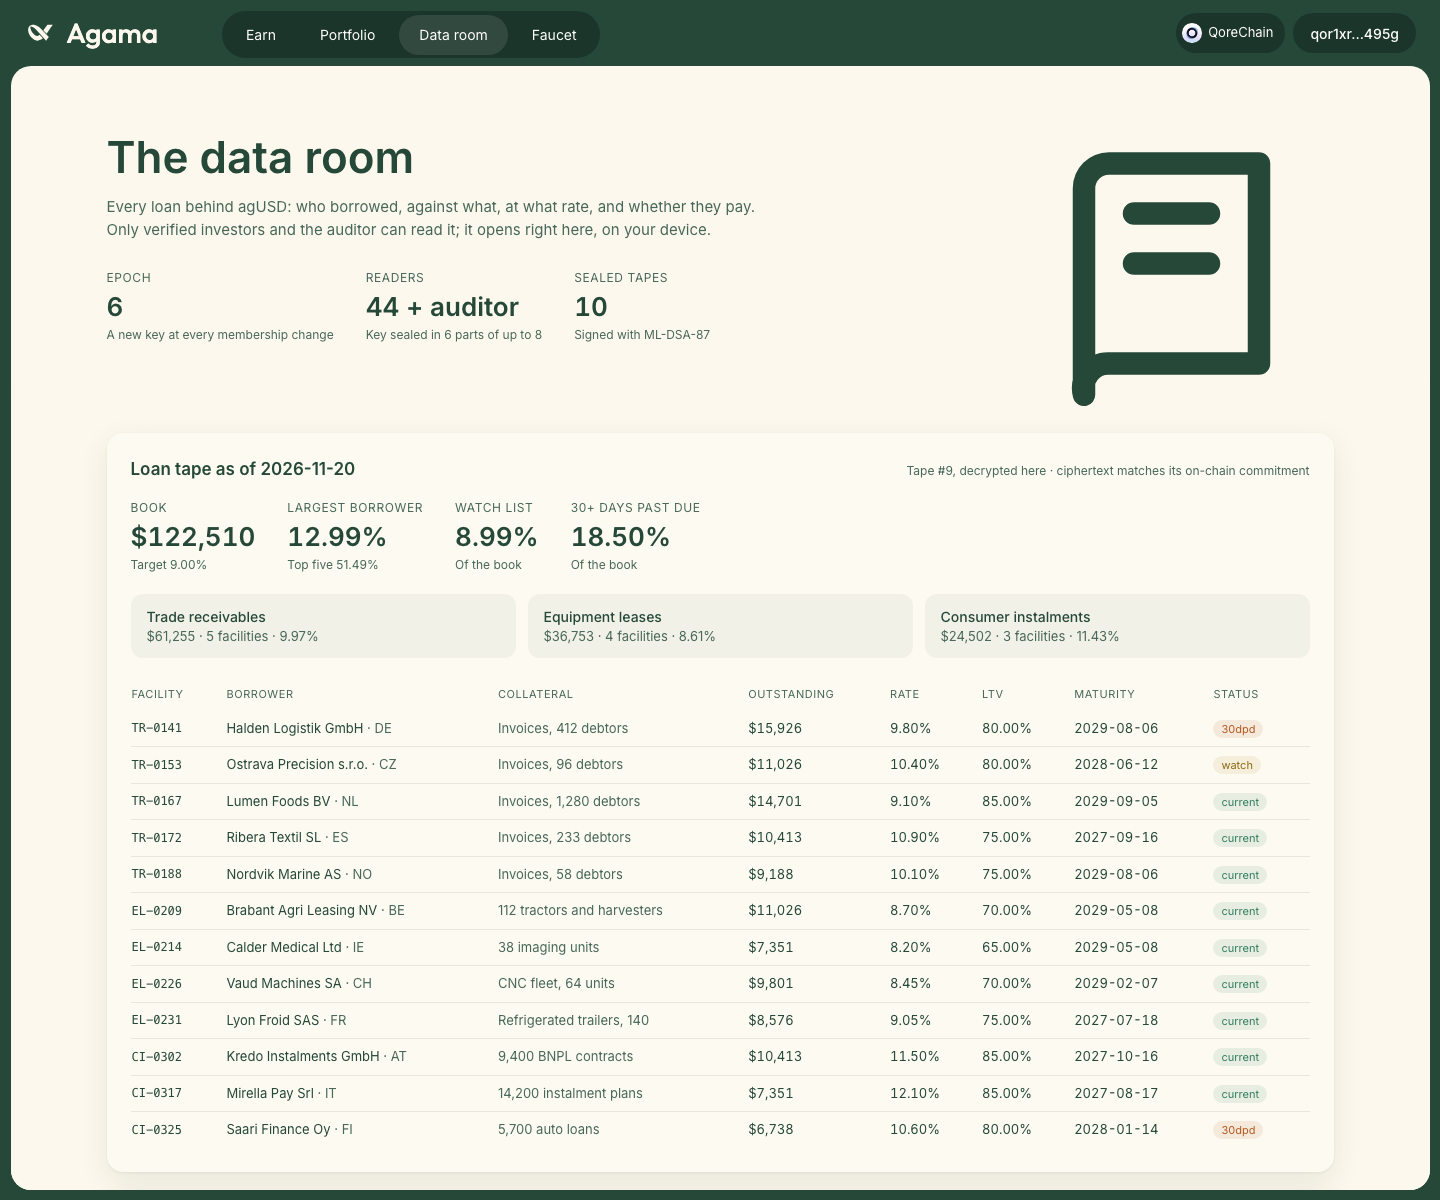 Agama
Earn Portfolio Data room Faucet
QoreChain qor1xr...495g
The data room
Every loan behind agUSD: who borrowed, against what, at what rate, and whether they pay.
Only verified investors and the auditor can read it; it opens right here, on your device.
EPOCH READERS SEALED TAPES
6 44 + auditor 10
A new key at every membership change Key sealed in 6 parts of up to 8 Signed with ML-DSA-87
Loan tape as of 2026-11-20
Tape #9, decrypted here · ciphertext matches its on-chain commitment
BOOK LARGEST BORROWER WATCH LIST 30+ DAYS PAST DUE
$122,510 12.99% 8.99% 18.50%
Target 9.00% Top five 51.49% Of the book Of the book
Trade receivables Equipment leases Consumer instalments
$61,255 · 5 facilities · 9.97% $36,753 · 4 facilities · 8.61% $24,502 · 3 facilities · 11.43%
FACILITY BORROWER COLLATERAL OUTSTANDING RATE LTV MATURITY STATUS
TR-0141 Halden Logistik GmbH · DE Invoices, 412 debtors $15,926 9.80% 80.00% 2029-08-06 30dpd
TR-0153 Ostrava Precision s.r.o. · CZ Invoices, 96 debtors $11,026 10.40% 80.00% 2028-06-12 watch
TR-0167 Lumen Foods BV · NL Invoices, 1,280 debtors $14,701 9.10% 85.00% 2029-09-05 current
TR-0172 Ribera Textil SL · ES Invoices, 233 debtors $10,413 10.90% 75.00% 2027-09-16 current
TR-0188 Nordvik Marine AS · NO Invoices, 58 debtors $9,188 10.10% 75.00% 2029-08-06 current
EL-0209 Brabant Agri Leasing NV · BE 112 tractors and harvesters $11,026 8.70% 70.00% 2029-05-08 current
EL-0214 Calder Medical Ltd · IE 38 imaging units $7,351 8.20% 65.00% 2029-05-08 current
EL-0226 Vaud Machines SA · CH CNC fleet, 64 units $9,801 8.45% 70.00% 2029-02-07 current
EL-0231 Lyon Froid SAS · FR Refrigerated trailers, 140 $8,576 9.05% 75.00% 2027-07-18 current
CI-0302 Kredo Instalments GmbH · AT 9,400 BNPL contracts $10,413 11.50% 85.00% 2027-10-16 current
CI-0317 Mirella Pay Srl · IT 14,200 instalment plans $7,351 12.10% 85.00% 2027-08-17 current
CI-0325 Saari Finance Oy · FI 5,700 auto loans $6,738 10.60% 80.00% 2028-01-14 30dpd